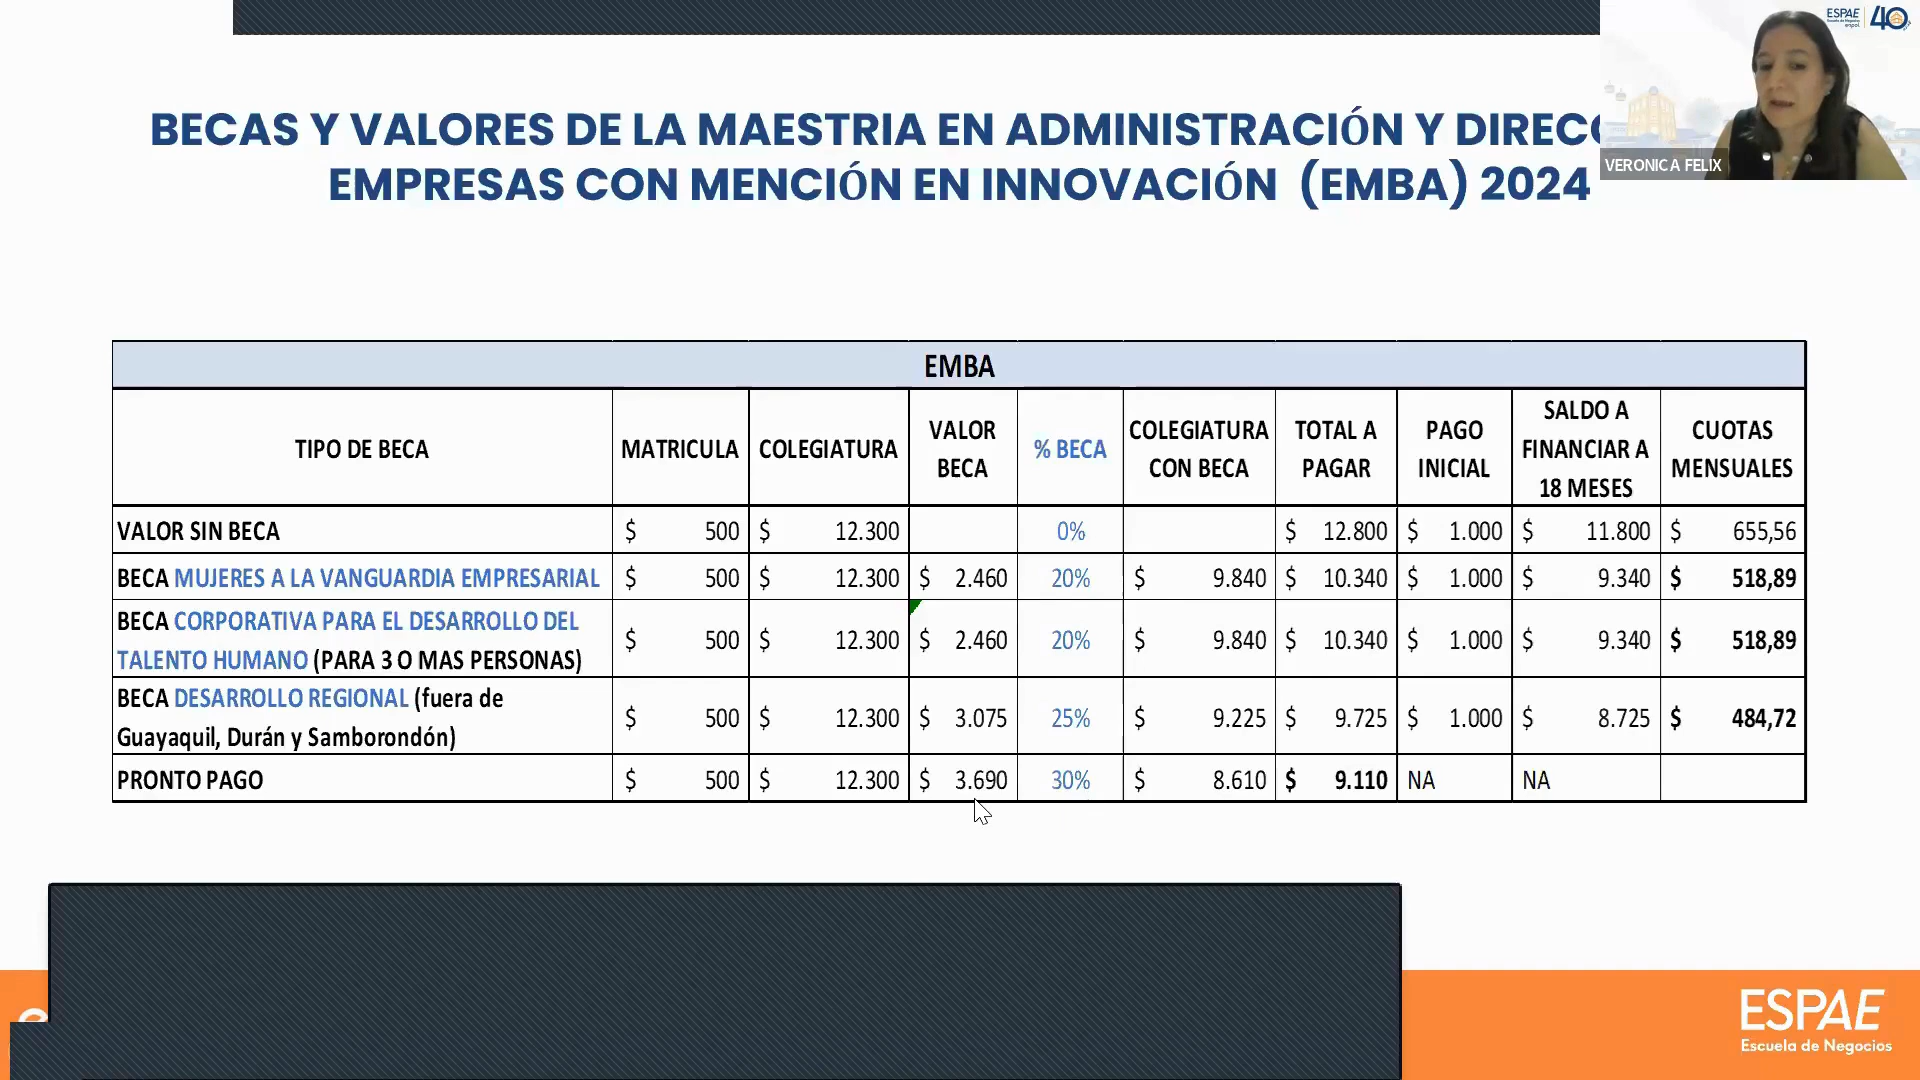 ESPAE 40
BECAS Y VALORES DE LA MAESTRIA EN ADMINISTRACIÓN Y
EMPRESAS CON MENCIÓN EN INNOVACIÓN (EMBA) 2024
VERONICA FELIX
EMBA
TIPO DE BECA MATRICULA COLEGIATURA VALOR BECA % BECA COLEGIATURA CON BECA TOTAL A PAGAR PAGO INICIAL SALDO A FINANCIAR A 18 MESES CUOTAS MENSUALES
VALOR SIN BECA $ 500 $ 12.300 0% $ 12.800 $ 1.000 $ 11.800 $ 655,56
BECA MUJERES A LA VANGUARDIA EMPRESARIAL $ 500 $ 12.300 $ 2.460 20% $ 9.840 $ 10.340 $ 1.000 $ 9.340 $ 518,89
BECA CORPORATIVA PARA EL DESARROLLO DEL
TALENTO HUMANO (PARA 3 O MAS PERSONAS) $ 500 $ 12.300 $ 2.460 20% $ 9.840 $ 10.340 $ 1.000 $ 9.340 $ 518,89
BECA DESARROLLO REGIONAL (fuera de
Guayaquil, Durán y Samborondón) $ 500 $ 12.300 $ 3.075 25% $ 9.225 $ 9.725 $ 1.000 $ 8.725 $ 484,72
PRONTO PAGO $ 500 $ 12.300 $ 3.690 30% $ 8.610 $ 9.110 NA NA
ESPAE
Escuela de Negocios